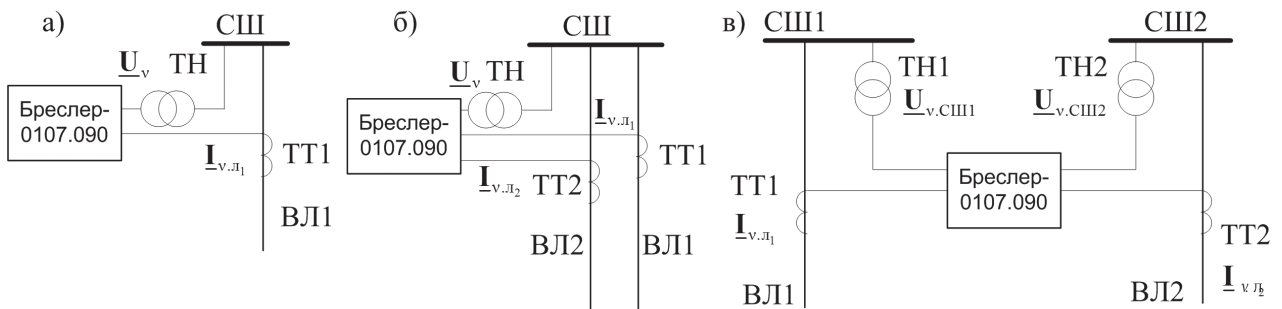 а)
СШ
U ν
ТН
Бреслер-
0107.090
I ν.л1
ТТ1
ВЛ1
б)
СШ
U ν
ТН
Бреслер-
0107.090
I ν.л1
ТТ1
I ν.л2
ТТ2
ВЛ2
ВЛ1
в)
СШ1
СШ2
ТН1
U ν.СШ1
ТН2
U ν.СШ2
Бреслер-
0107.090
ТТ1
I ν.л1
ВЛ1
ТТ2
I ν.л2
ВЛ2